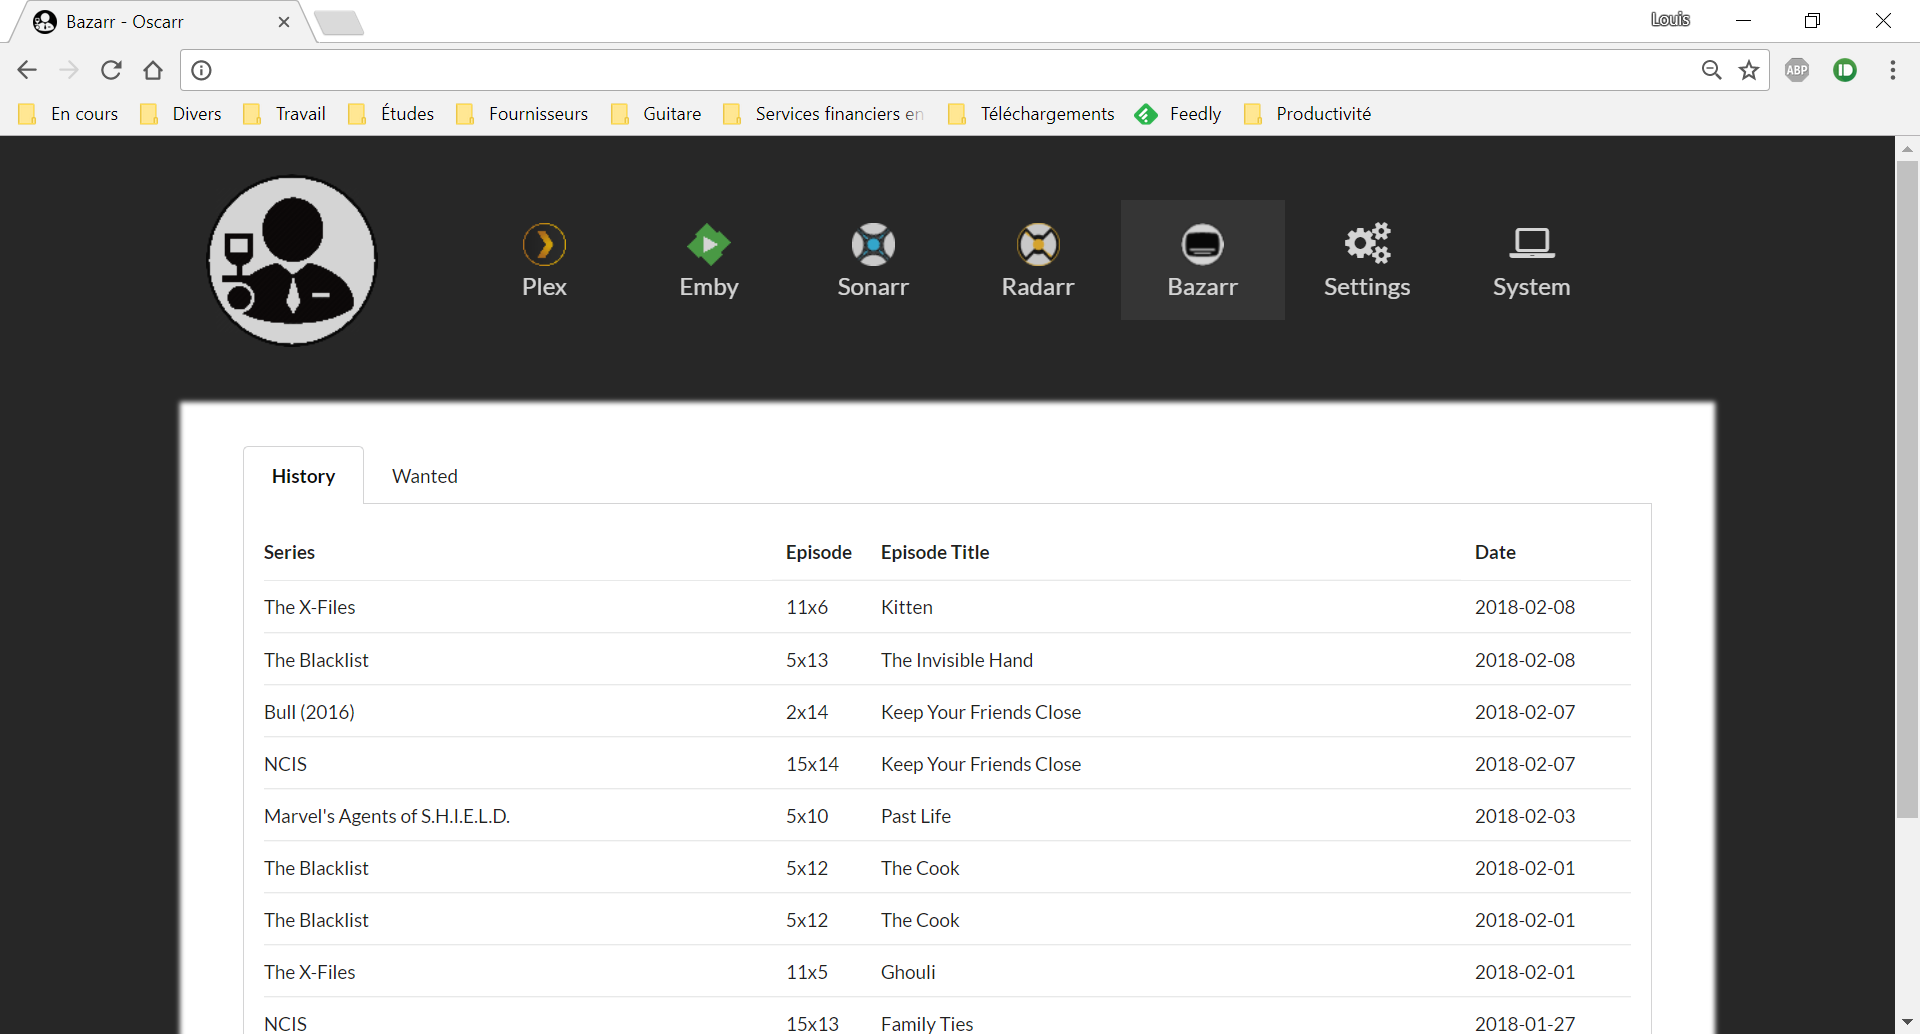 Bazarr - Oscarr
Louis
ABP
En cours Divers Travail Études Fournisseurs Guitare Services financiers en Téléchargements Feedly Productivité
Plex Emby Sonarr Radarr Bazarr Settings System
History Wanted
Series Episode Episode Title Date
The X-Files 11x6 Kitten 2018-02-08
The Blacklist 5x13 The Invisible Hand 2018-02-08
Bull (2016) 2x14 Keep Your Friends Close 2018-02-07
NCIS 15x14 Keep Your Friends Close 2018-02-07
Marvel's Agents of S.H.I.E.L.D. 5x10 Past Life 2018-02-03
The Blacklist 5x12 The Cook 2018-02-01
The Blacklist 5x12 The Cook 2018-02-01
The X-Files 11x5 Ghouli 2018-02-01
NCIS 15x13 Family Ties 2018-01-27